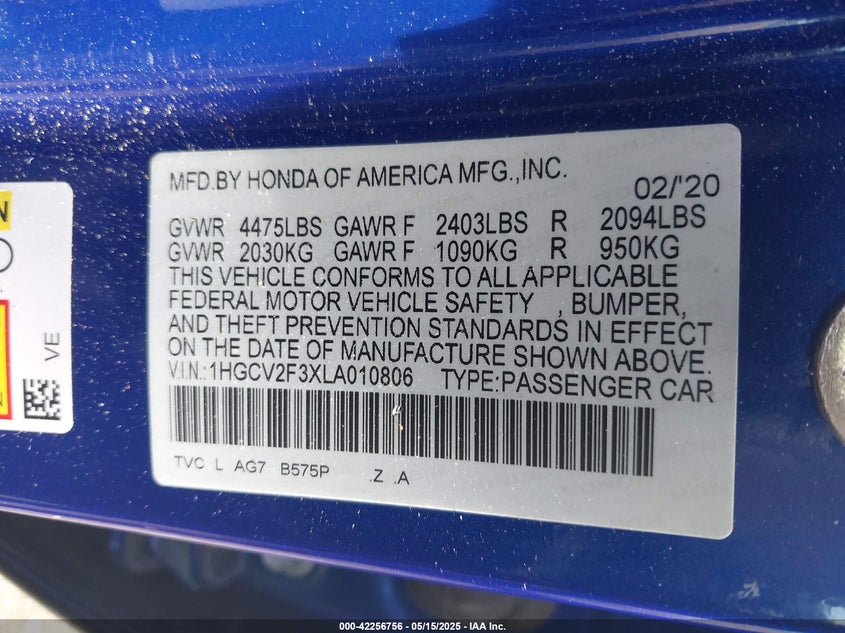 MFD.BY HONDA OF AMERICA MFG.,INC. 02/'20
GVWR 4475LBS GAWR F 2403LBS R 2094LBS
GVWR 2030KG GAWR F 1090KG R 950KG
THIS VEHICLE CONFORMS TO ALL APPLICABLE
FEDERAL MOTOR VEHICLE SAFETY , BUMPER,
AND THEFT PREVENTION STANDARDS IN EFFECT
ON THE DATE OF MANUFACTURE SHOWN ABOVE.
V.I.N.:1HGCV2F3XLA010806 TYPE:PASSENGER CAR
TVC L AG7 B575P .Z .A
VE
000-42256756 — 05/15/2025 — IAA Inc.